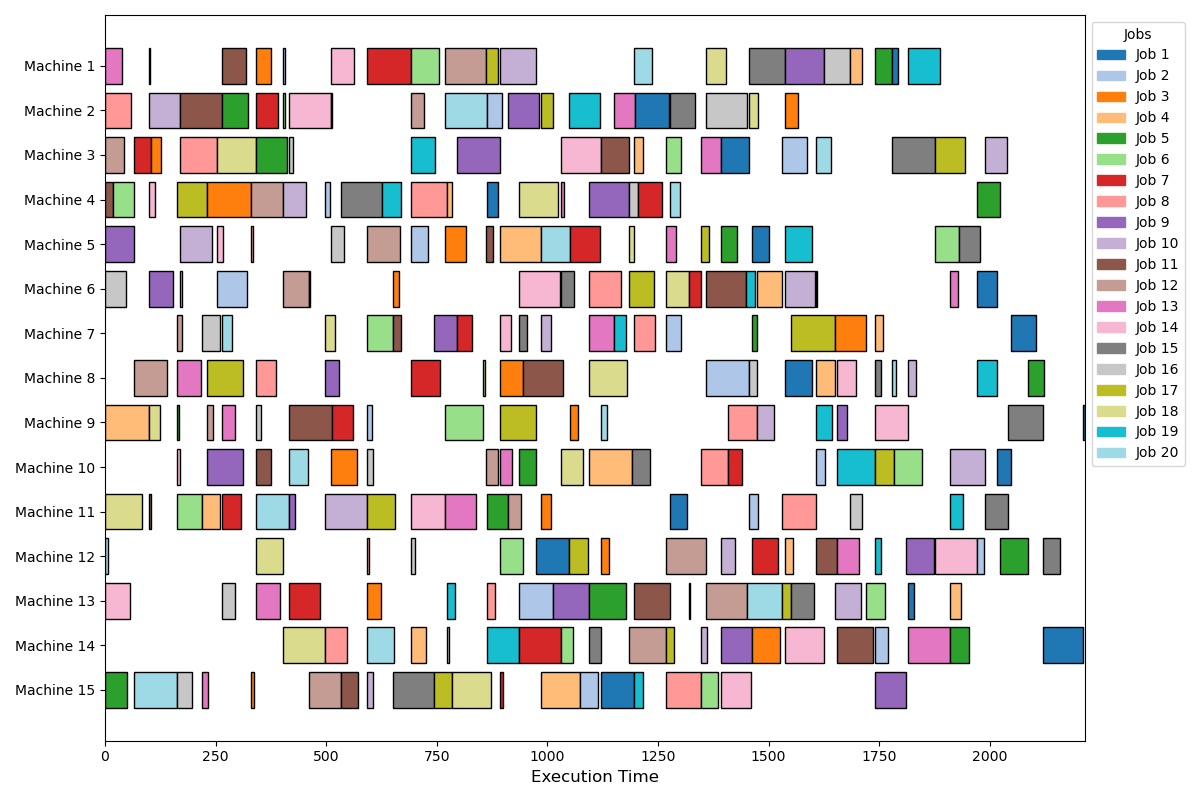 Machine 1
Machine 2
Machine 3
Machine 4
Machine 5
Machine 6
Machine 7
Machine 8
Machine 9
Machine 10
Machine 11
Machine 12
Machine 13
Machine 14
Machine 15
0 250 500 750 1000 1250 1500 1750 2000
Execution Time
Jobs
Job 1
Job 2
Job 3
Job 4
Job 5
Job 6
Job 7
Job 8
Job 9
Job 10
Job 11
Job 12
Job 13
Job 14
Job 15
Job 16
Job 17
Job 18
Job 19
Job 20